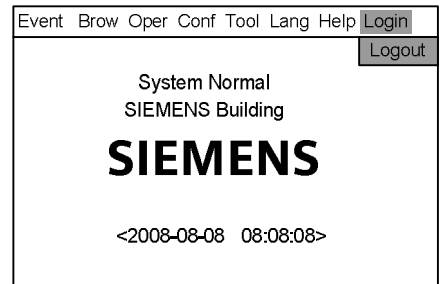 Event Brow Oper Conf Tool Lang Help Login
Logout
System Normal
SIEMENS Building
SIEMENS
<2008-08-08 08:08:08>